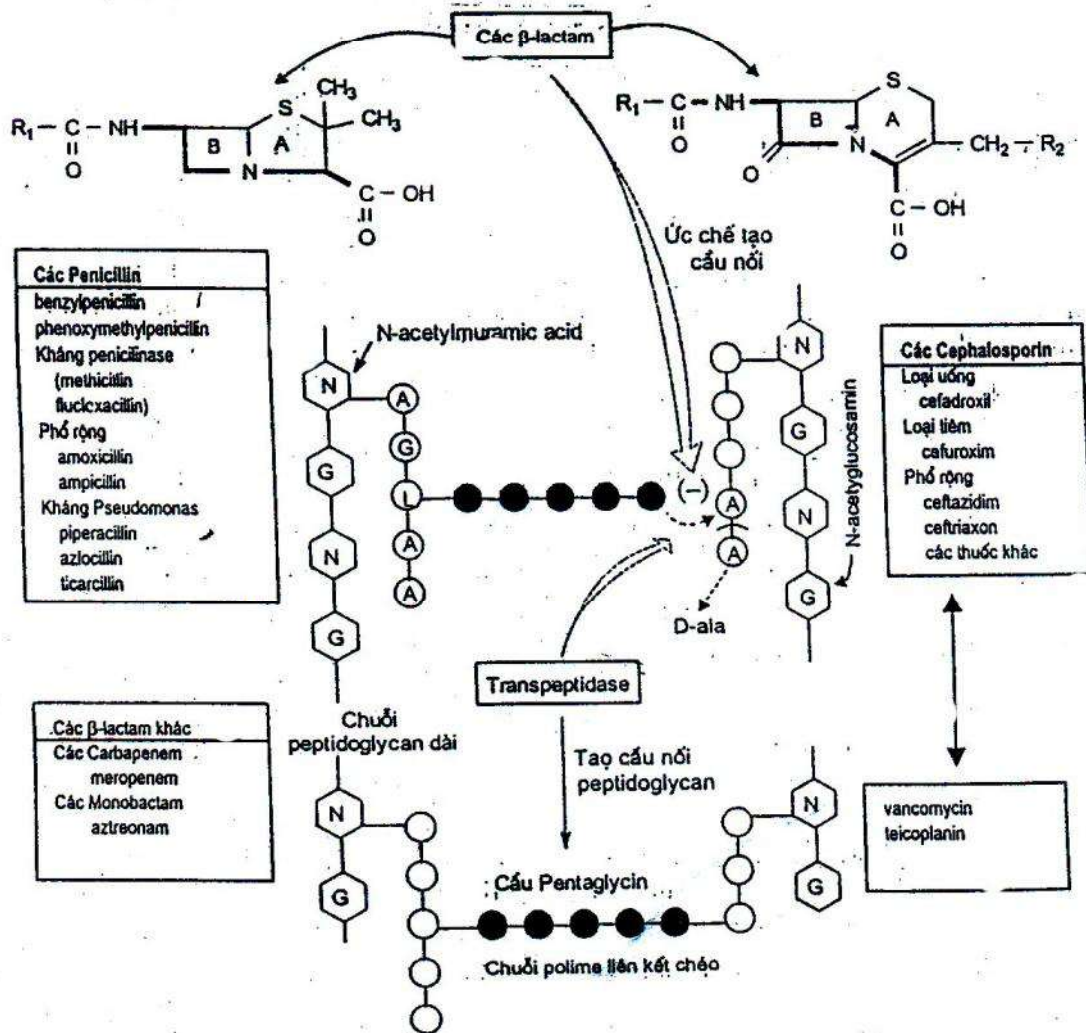 Các β-lactam
R₁–C–NH
O
B
A
S
N
CH₃
CH₃
C–OH
O
R₁–C–NH
O
B
A
S
N
O
CH₂–R₂
C–OH
O
Ức chế tạo
cầu nối
Các Penicillin
benzylpenicillin
phenoxymethylpenicillin
Kháng penicilinase
(methicillin
flucloxacillin)
Phổ rộng
amoxicillin
ampicillin
Kháng Pseudomonas
piperacillin
azlocillin
ticarcillin
N-acetylmuramic acid
N
G
N
G
A
G
L
A
A
(–)
A
A
D-ala
N
G
N
G
N-acetyglucosamin
Các Cephalosporin
Loại uống
cefadroxil
Loại tiêm
cefuroxim
Phổ rộng
ceftazidim
ceftriaxon
các thuốc khác
Transpeptidase
Chuỗi
peptidoglycan dài
Tạo cầu nối
peptidoglycan
Các β-lactam khác
Các Carbapenem
meropenem
Các Monobactam
aztreonam
vancomycin
teicoplanin
N
G
N
G
Cầu Pentaglycin
Chuỗi polime liên kết chéo